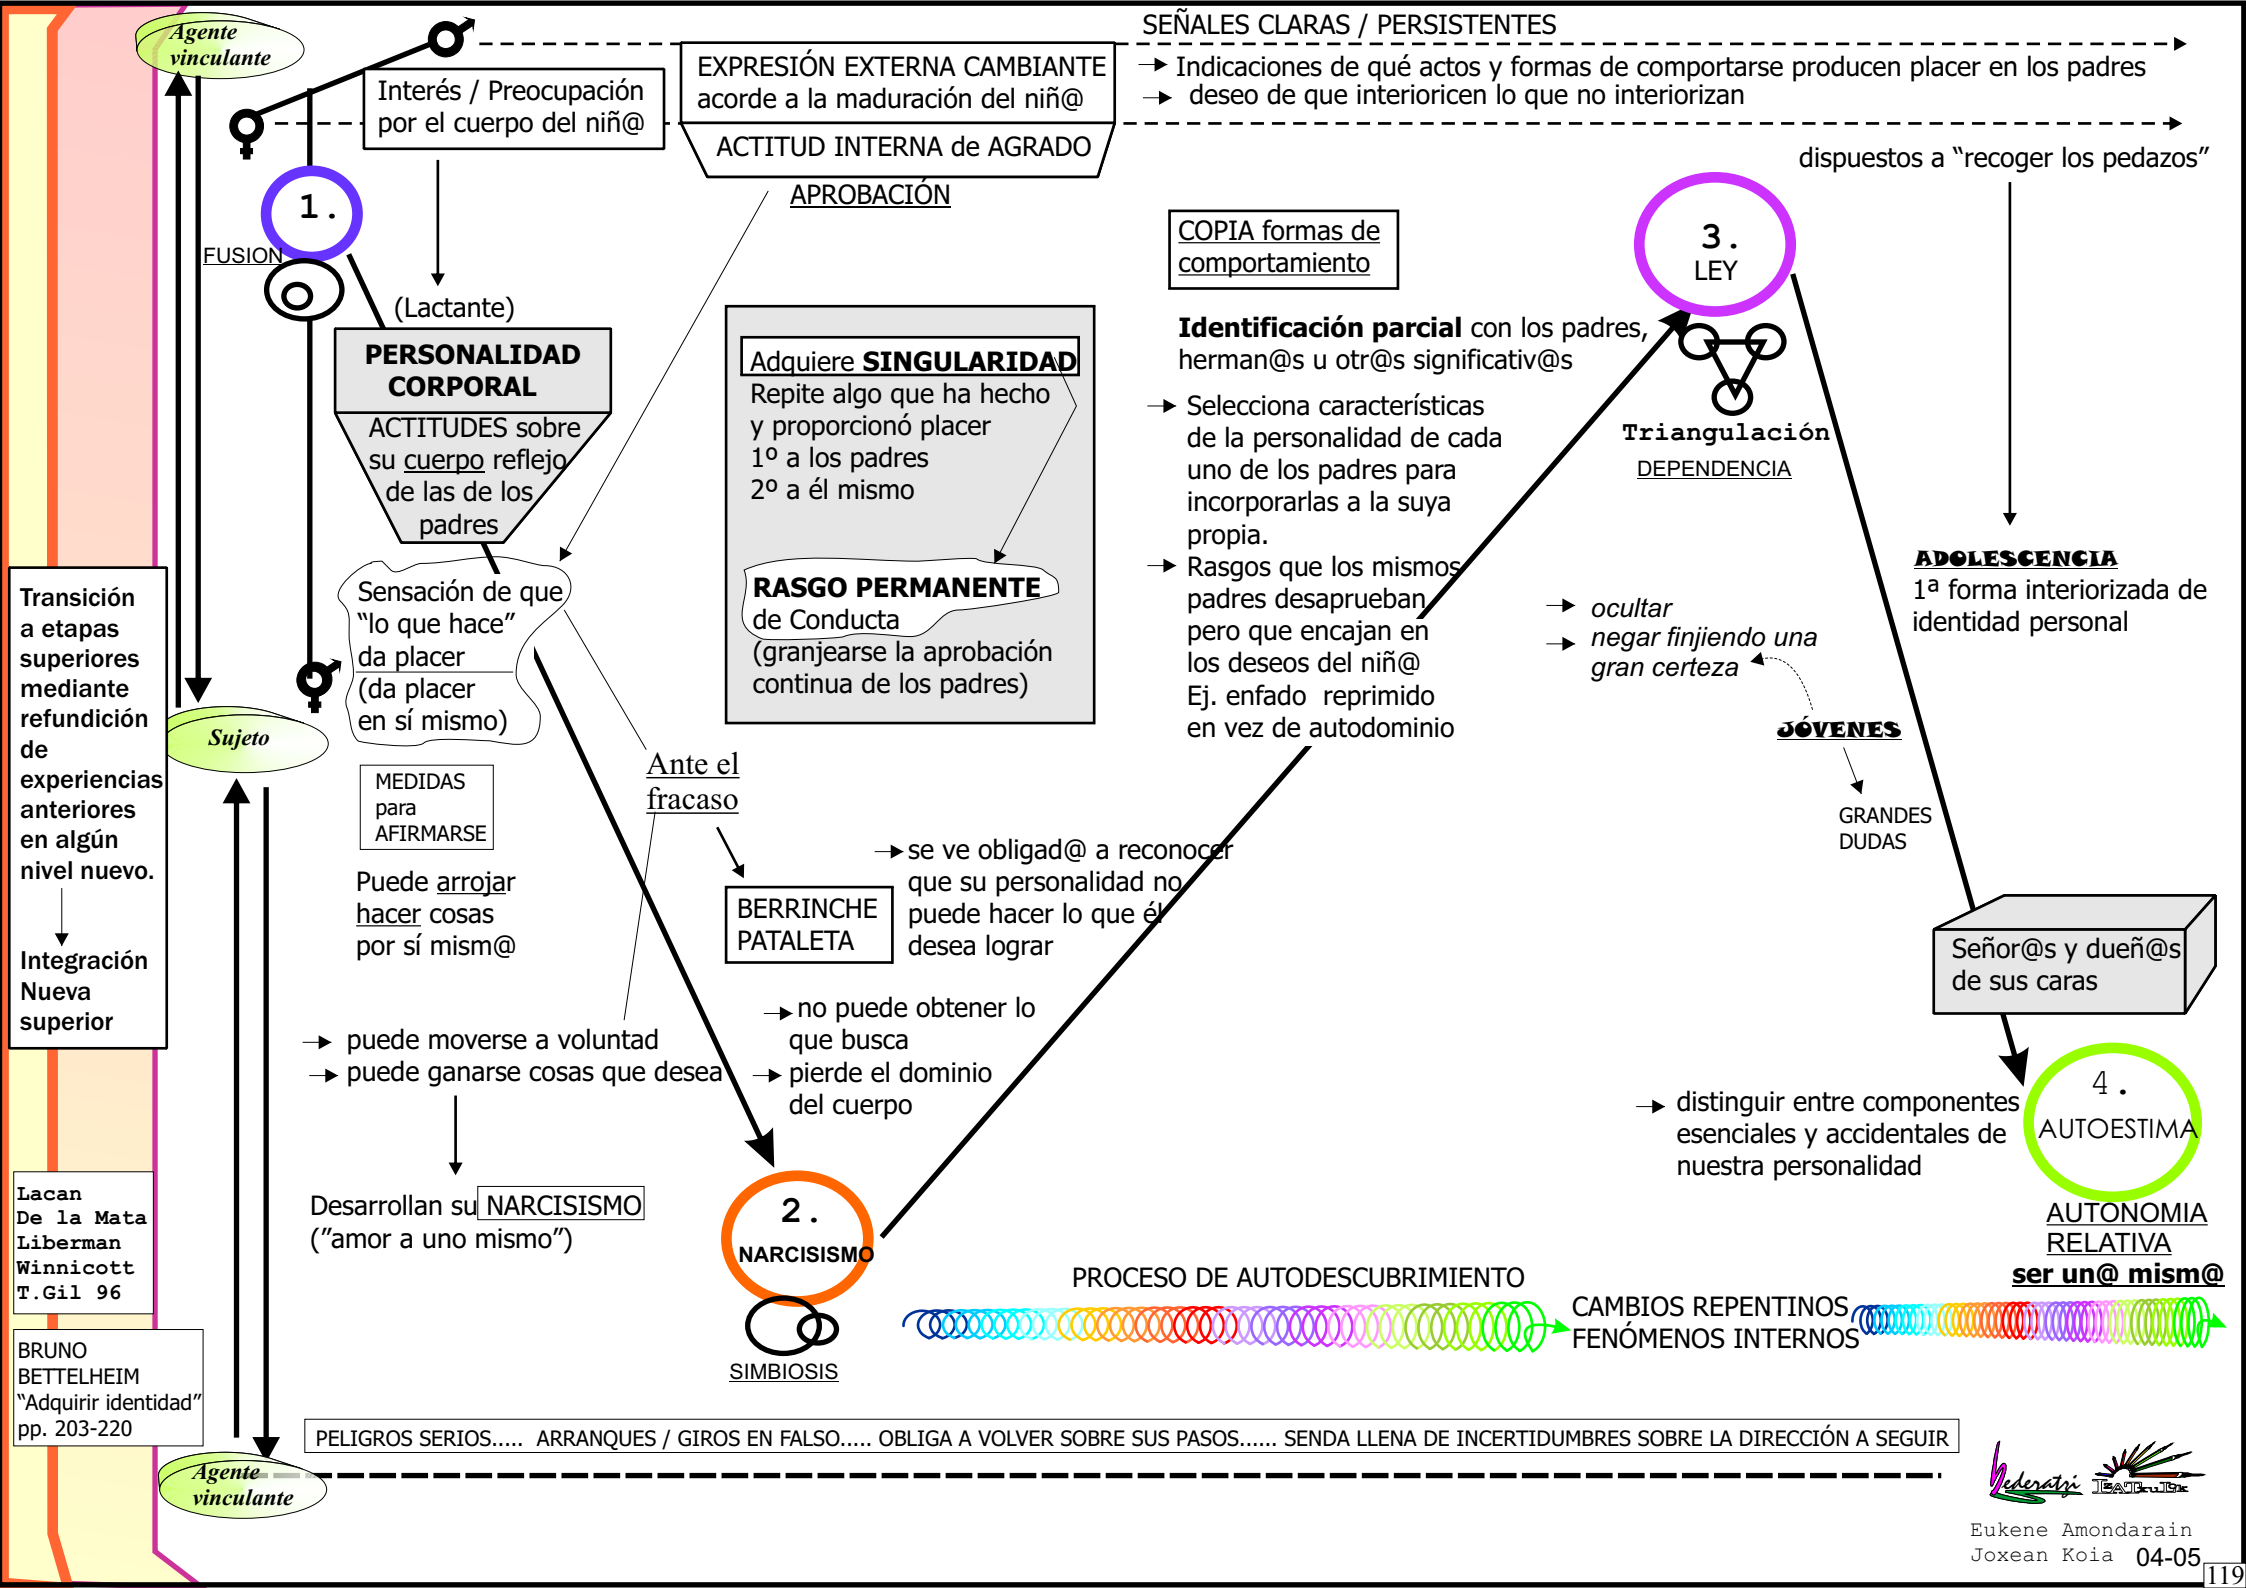 Agente
vinculante
SEÑALES CLARAS / PERSISTENTES
Interés / Preocupación
por el cuerpo del niñ@
EXPRESIÓN EXTERNA CAMBIANTE
acorde a la maduración del niñ@
ACTITUD INTERNA de AGRADO
APROBACIÓN
Indicaciones de qué actos y formas de comportarse producen placer en los padres
deseo de que interioricen lo que no interiorizan
dispuestos a “recoger los pedazos”
1.
FUSION
(Lactante)
PERSONALIDAD
CORPORAL
ACTITUDES sobre
su cuerpo reflejo
de las de los
padres
Sensación de que
“lo que hace”
da placer
(da placer
en sí mismo)
Adquiere SINGULARIDAD
Repite algo que ha hecho
y proporcionó placer
1º a los padres
2º a él mismo
RASGO PERMANENTE
de Conducta
(granjearse la aprobación
continua de los padres)
COPIA formas de
comportamiento
Identificación parcial con los padres,
herman@s u otr@s significativ@s
Selecciona características
de la personalidad de cada
uno de los padres para
incorporarlas a la suya
propia.
Rasgos que los mismos
padres desaprueban
pero que encajan en
los deseos del niñ@
Ej. enfado reprimido
en vez de autodominio
3.
LEY
Triangulación
DEPENDENCIA
ADOLESCENCIA
1ª forma interiorizada de
identidad personal
ocultar
negar finjiendo una
gran certeza
JÓVENES
GRANDES
DUDAS
Transición
a etapas
superiores
mediante
refundición
de
experiencias
anteriores
en algún
nivel nuevo.
Integración
Nueva
superior
Sujeto
MEDIDAS
para
AFIRMARSE
Puede arrojar
hacer cosas
por sí mism@
Ante el
fracaso
BERRINCHE
PATALETA
se ve obligad@ a reconocer
que su personalidad no
puede hacer lo que él
desea lograr
no puede obtener lo
que busca
pierde el dominio
del cuerpo
puede moverse a voluntad
puede ganarse cosas que desea
Desarrollan su NARCISISMO
(”amor a uno mismo”)
2.
NARCISISMO
SIMBIOSIS
Señor@s y dueñ@s
de sus caras
distinguir entre componentes
esenciales y accidentales de
nuestra personalidad
4.
AUTOESTIMA
AUTONOMIA
RELATIVA
ser un@ mism@
PROCESO DE AUTODESCUBRIMIENTO
CAMBIOS REPENTINOS
FENÓMENOS INTERNOS
Lacan
De la Mata
Liberman
Winnicott
T.Gil 96
BRUNO
BETTELHEIM
“Adquirir identidad”
pp. 203-220
PELIGROS SERIOS..... ARRANQUES / GIROS EN FALSO..... OBLIGA A VOLVER SOBRE SUS PASOS...... SENDA LLENA DE INCERTIDUMBRES SOBRE LA DIRECCIÓN A SEGUIR
Agente
vinculante
Eukene Amondarain
Joxean Koia 04-05
119